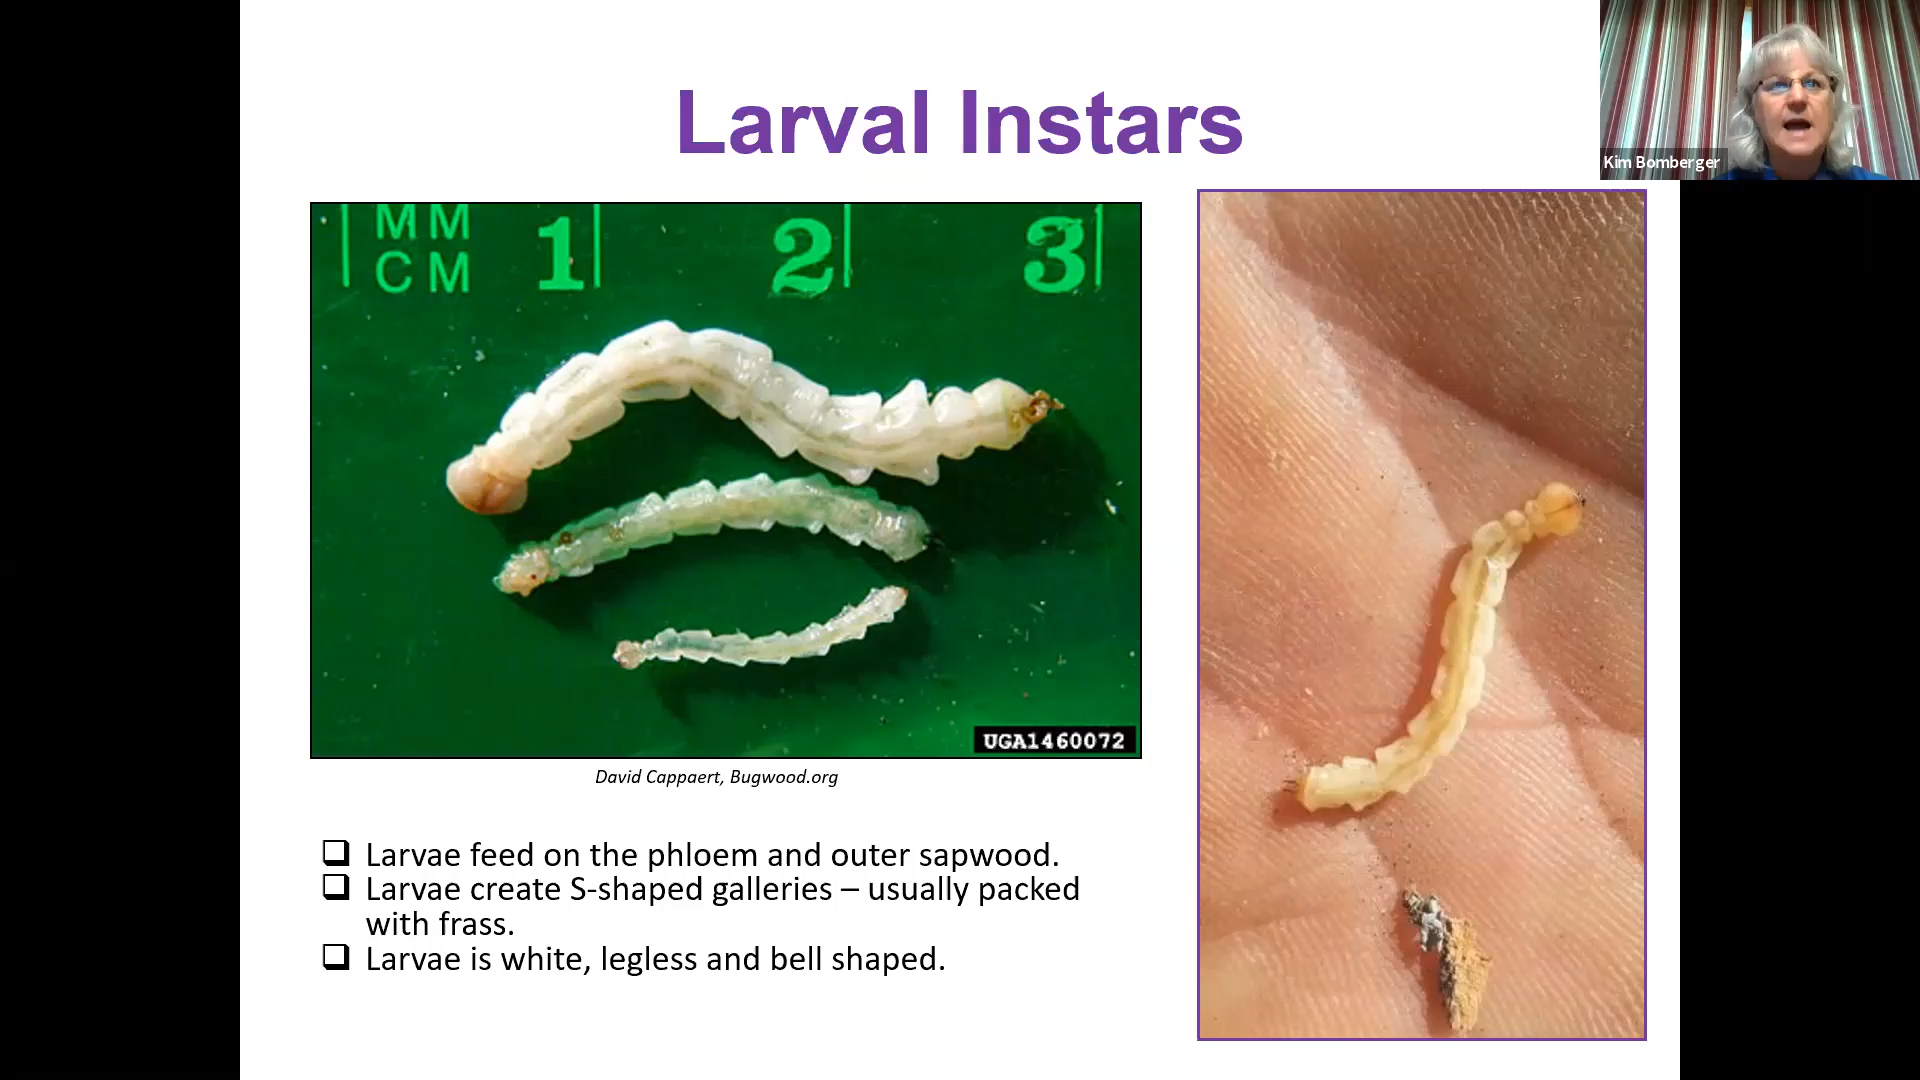 Larval Instars
Kim Bomberger
MM
CM
1
2
3
UGA1460072
David Cappaert, Bugwood.org
Larvae feed on the phloem and outer sapwood.
Larvae create S-shaped galleries – usually packed
with frass.
Larvae is white, legless and bell shaped.